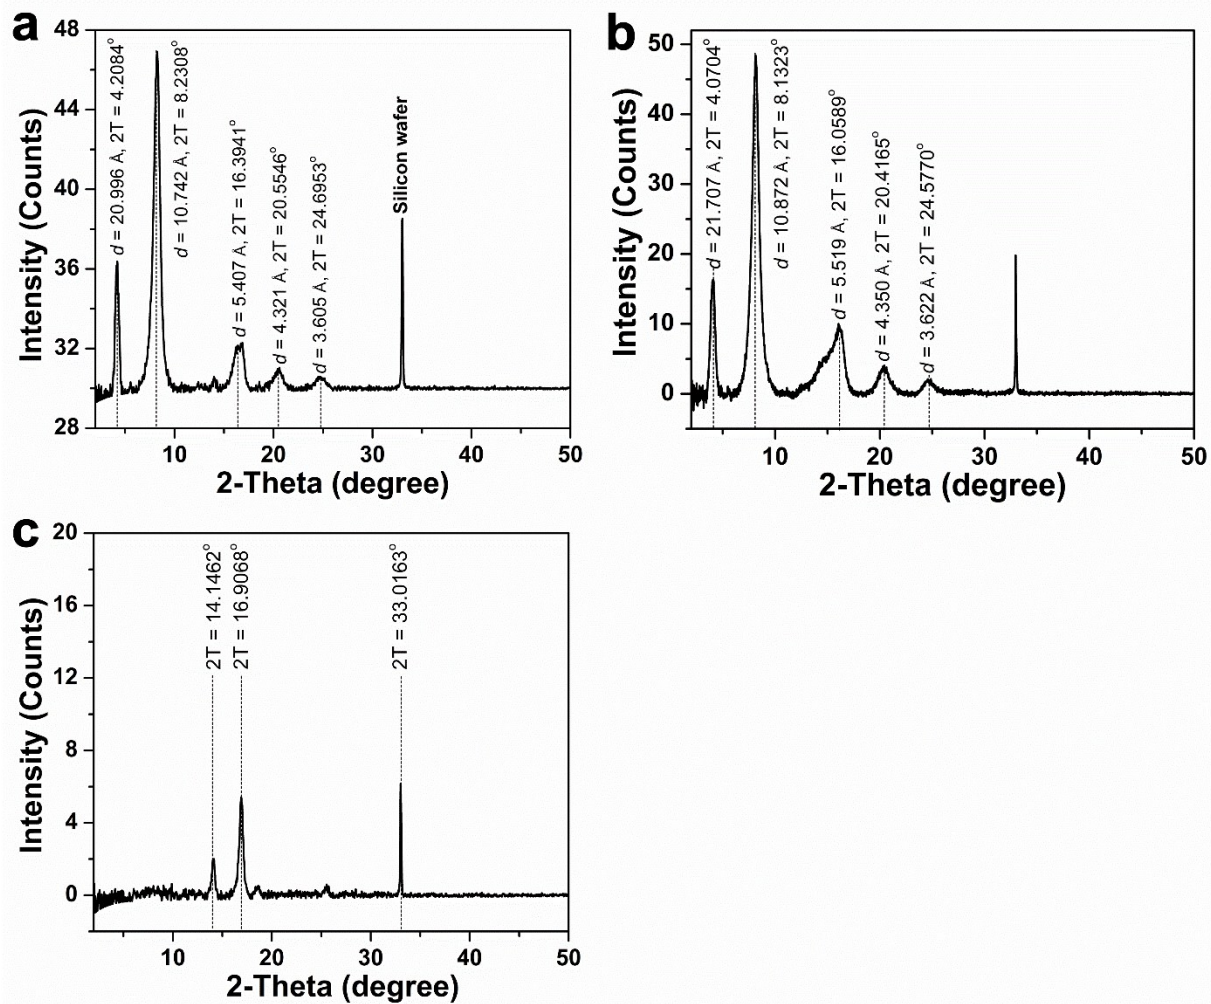 a
48
44
40
36
32
28
Intensity (Counts)
d = 20.996 Å, 2T = 4.2084°
d = 10.742 Å, 2T = 8.2308°
d = 5.407 Å, 2T = 16.3941°
d = 4.321 Å, 2T = 20.5546°
d = 3.605 Å, 2T = 24.6953°
Silicon wafer
10 20 30 40 50
2-Theta (degree)
b
50
40
30
20
10
0
Intensity (Counts)
d = 21.707 Å, 2T = 4.0704°
d = 10.872 Å, 2T = 8.1323°
d = 5.519 Å, 2T = 16.0589°
d = 4.350 Å, 2T = 20.4165°
d = 3.622 Å, 2T = 24.5770°
10 20 30 40 50
2-Theta (degree)
c
20
16
12
8
4
0
Intensity (Counts)
2T = 14.1462°
2T = 16.9068°
2T = 33.0163°
10 20 30 40 50
2-Theta (degree)